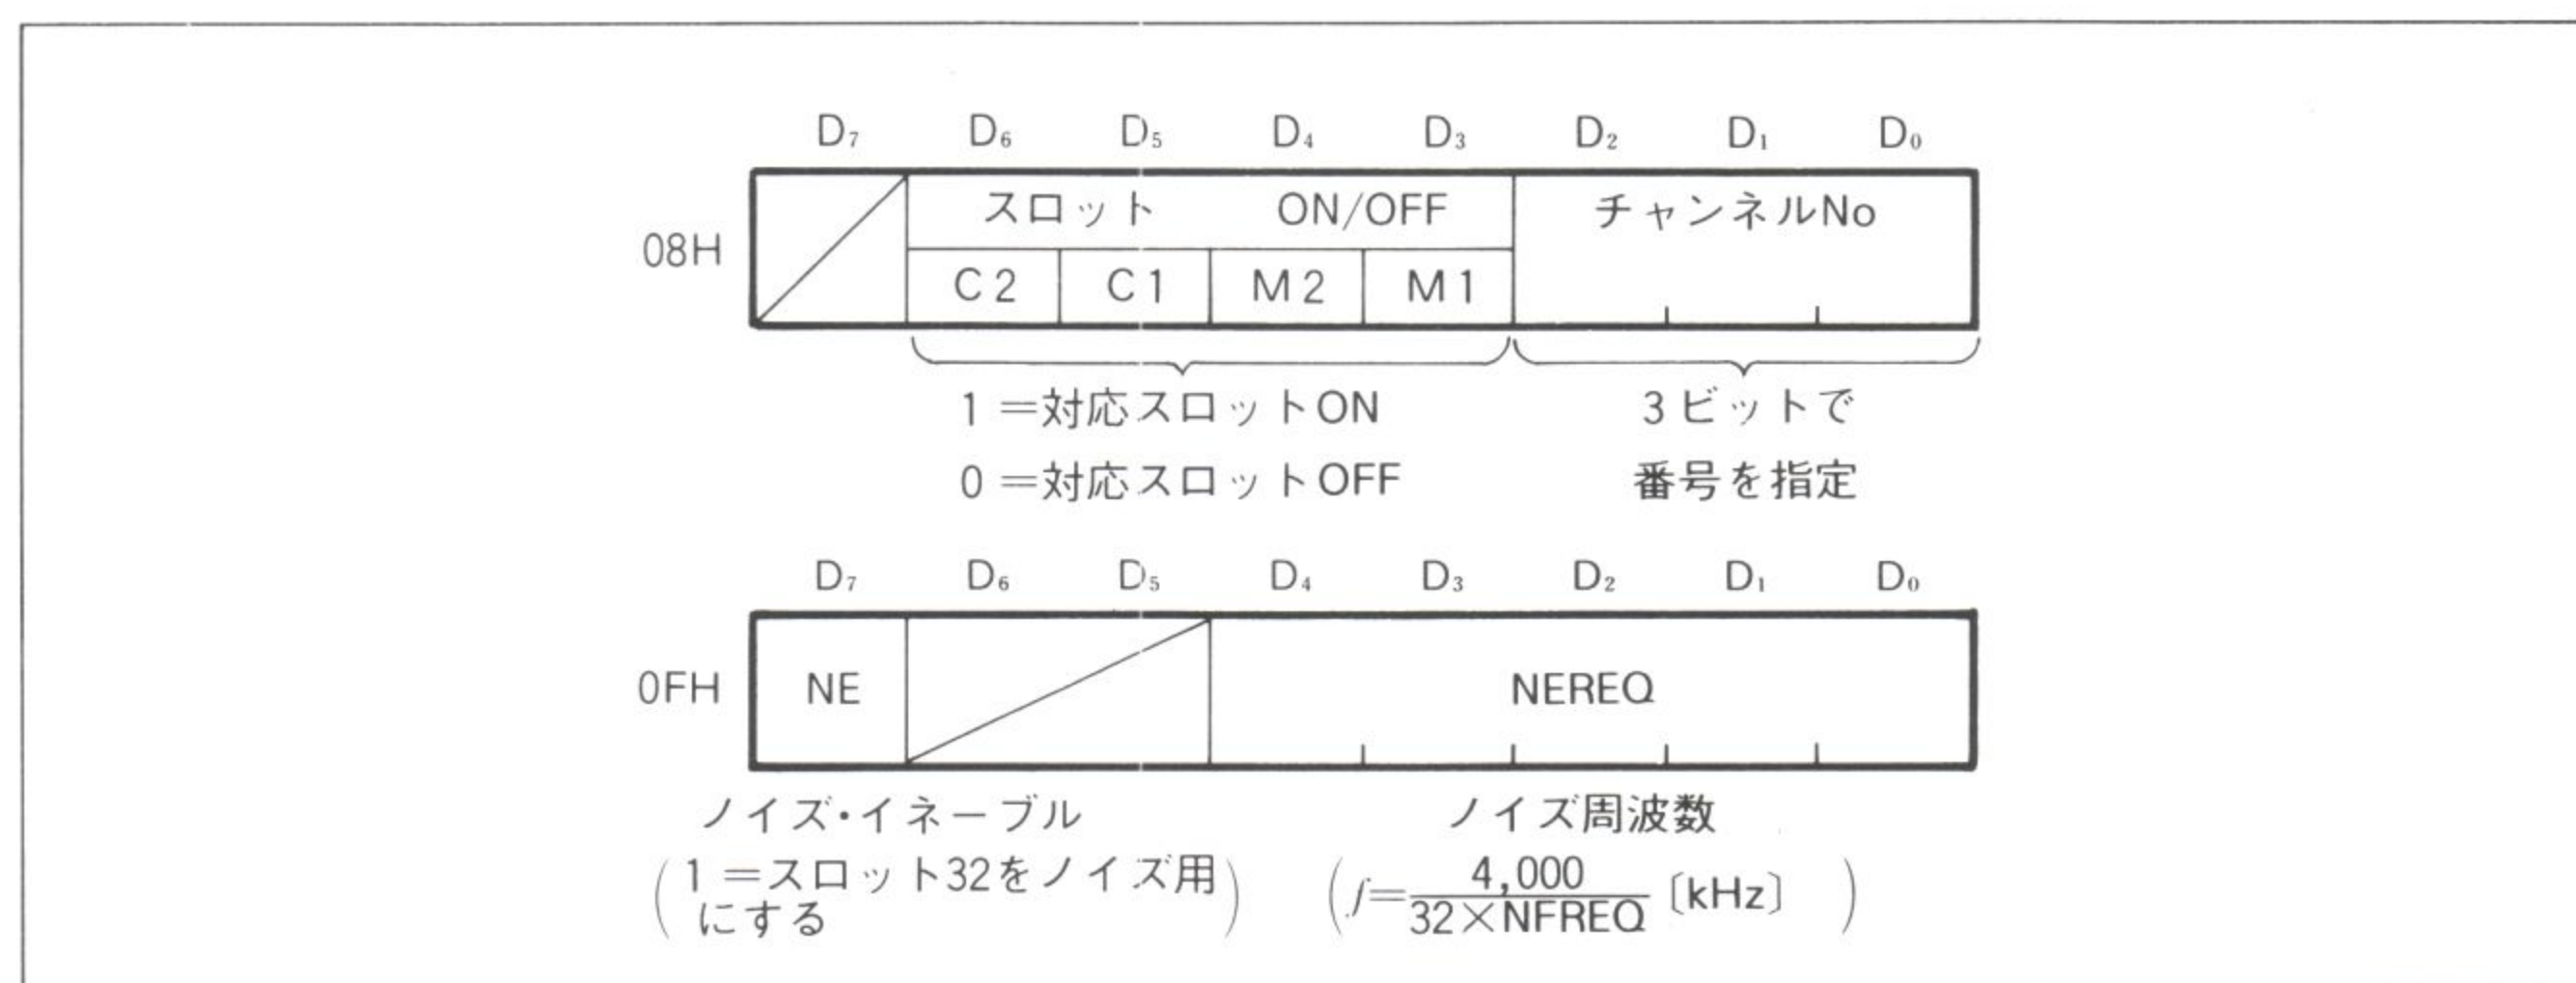 D₇ D₆ D₅ D₄ D₃ D₂ D₁ D₀
スロット ON/OFF チャンネルNo
08H
C2 C1 M2 M1
1=対応スロットON 3ビットで
0=対応スロットOFF 番号を指定
D₇ D₆ D₅ D₄ D₃ D₂ D₁ D₀
0FH NE NEREQ
ノイズ・イネーブル ノイズ周波数
(1=スロット32をノイズ用
にする)
(f=4,000/32×NFREQ〔kHz〕)